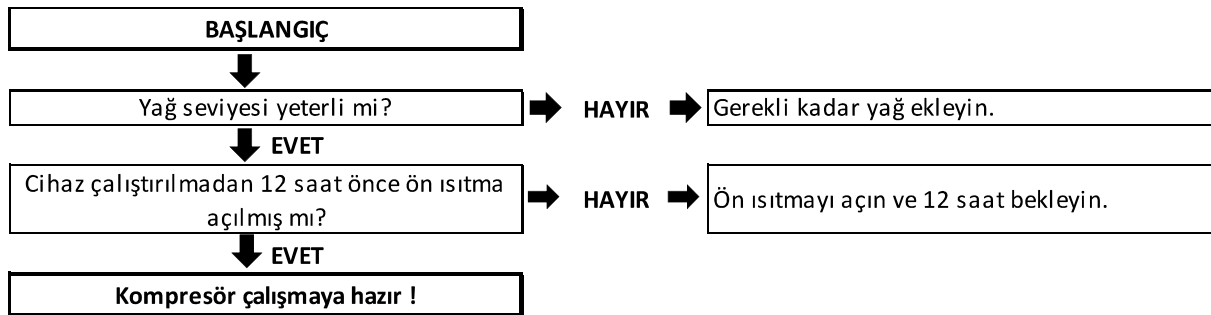 BAŞLANGIÇ
Yağ seviyesi yeterli mi?
HAYIR
Gerekli kadar yağ ekleyin.
EVET
Cihaz çalıştırılmadan 12 saat önce ön ısıtma
açılmış mı?
HAYIR
Ön ısıtmayı açın ve 12 saat bekleyin.
EVET
Kompresör çalışmaya hazır !